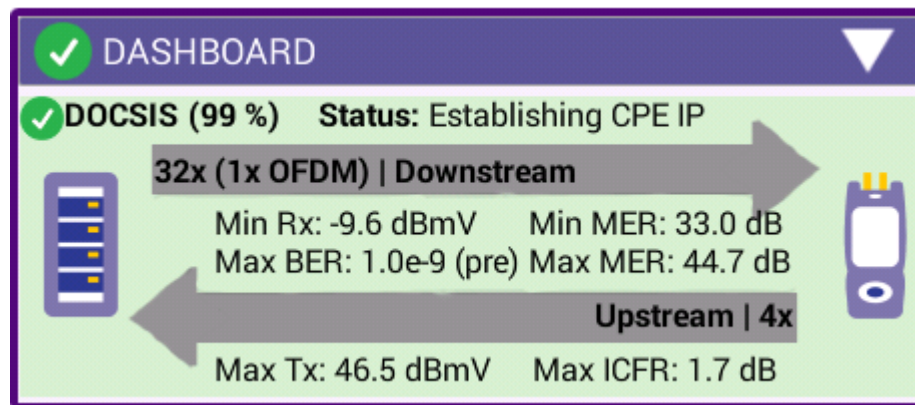 DASHBOARD
DOCSIS (99 %) Status: Establishing CPE IP
32x (1x OFDM) | Downstream
Min Rx: -9.6 dBmV Min MER: 33.0 dB
Max BER: 1.0e-9 (pre) Max MER: 44.7 dB
Upstream | 4x
Max Tx: 46.5 dBmV Max ICFR: 1.7 dB